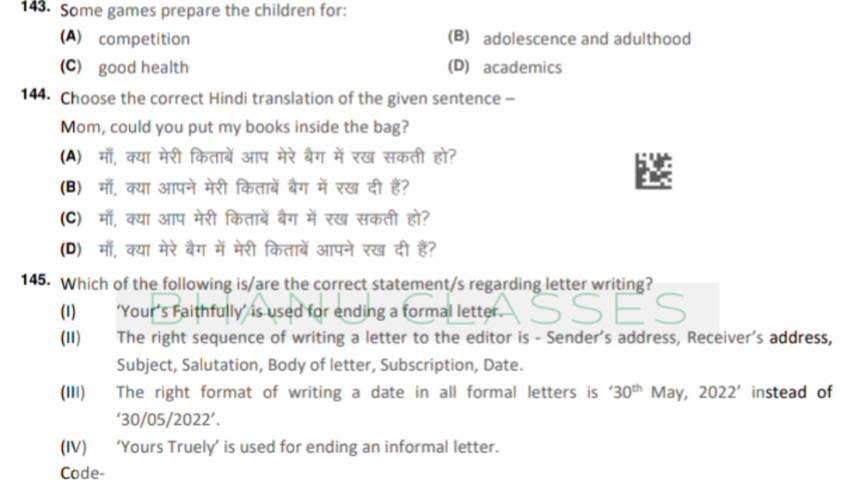 143. Some games prepare the children for:
(A) competition (B) adolescence and adulthood
(C) good health (D) academics
144. Choose the correct Hindi translation of the given sentence –
Mom, could you put my books inside the bag?
(A) माँ, क्या मेरी किताबें आप मेरे बैग में रख सकती हो?
(B) माँ, क्या आपने मेरी किताबें बैग में रख दी हैं?
(C) माँ, क्या आप मेरी किताबें बैग में रख सकती हो?
(D) माँ, क्या मेरे बैग में मेरी किताबें आपने रख दी हैं?
145. Which of the following is/are the correct statement/s regarding letter writing?
BHANU CLASSES
(I) ‘Your’s Faithfully’ is used for ending a formal letter.
(II) The right sequence of writing a letter to the editor is - Sender’s address, Receiver’s address,
Subject, Salutation, Body of letter, Subscription, Date.
(III) The right format of writing a date in all formal letters is ‘30th May, 2022’ instead of
‘30/05/2022’.
(IV) ‘Yours Truely’ is used for ending an informal letter.
Code-